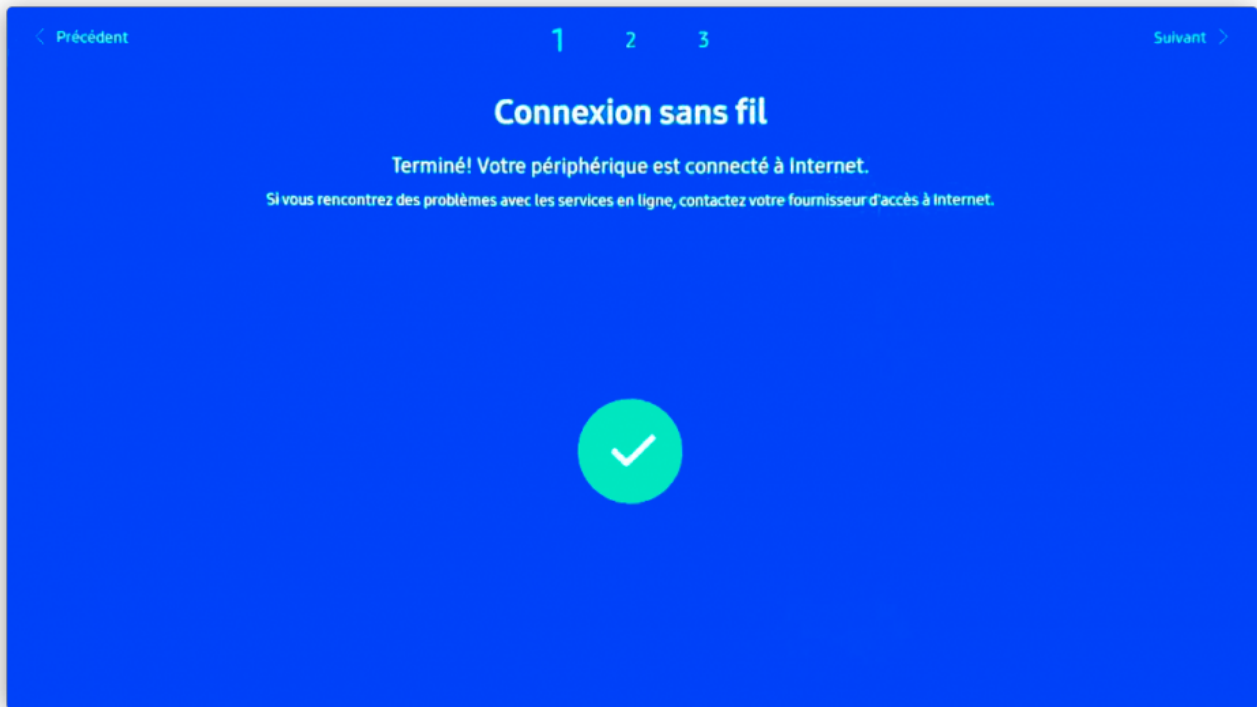 Précédent
1 2 3
Suivant
Connexion sans fil
Terminé! Votre périphérique est connecté à Internet.
Si vous rencontrez des problèmes avec les services en ligne, contactez votre fournisseur d'accès à Internet.